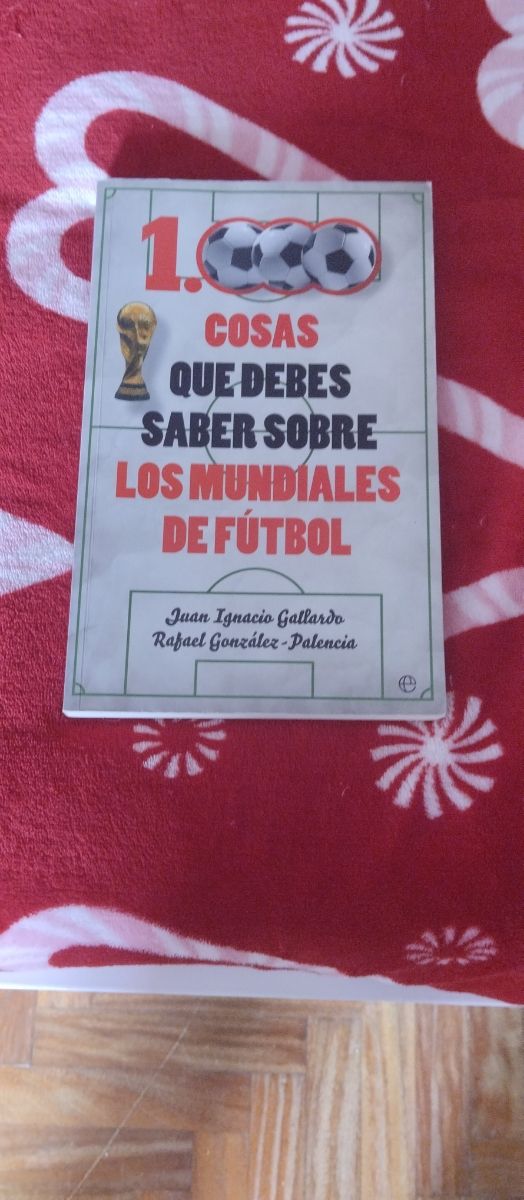 1.000
COSAS
QUE DEBES
SABER SOBRE
LOS MUNDIALES
DE FÚTBOL
Juan Ignacio Gallardo
Rafael González-Palencia
e